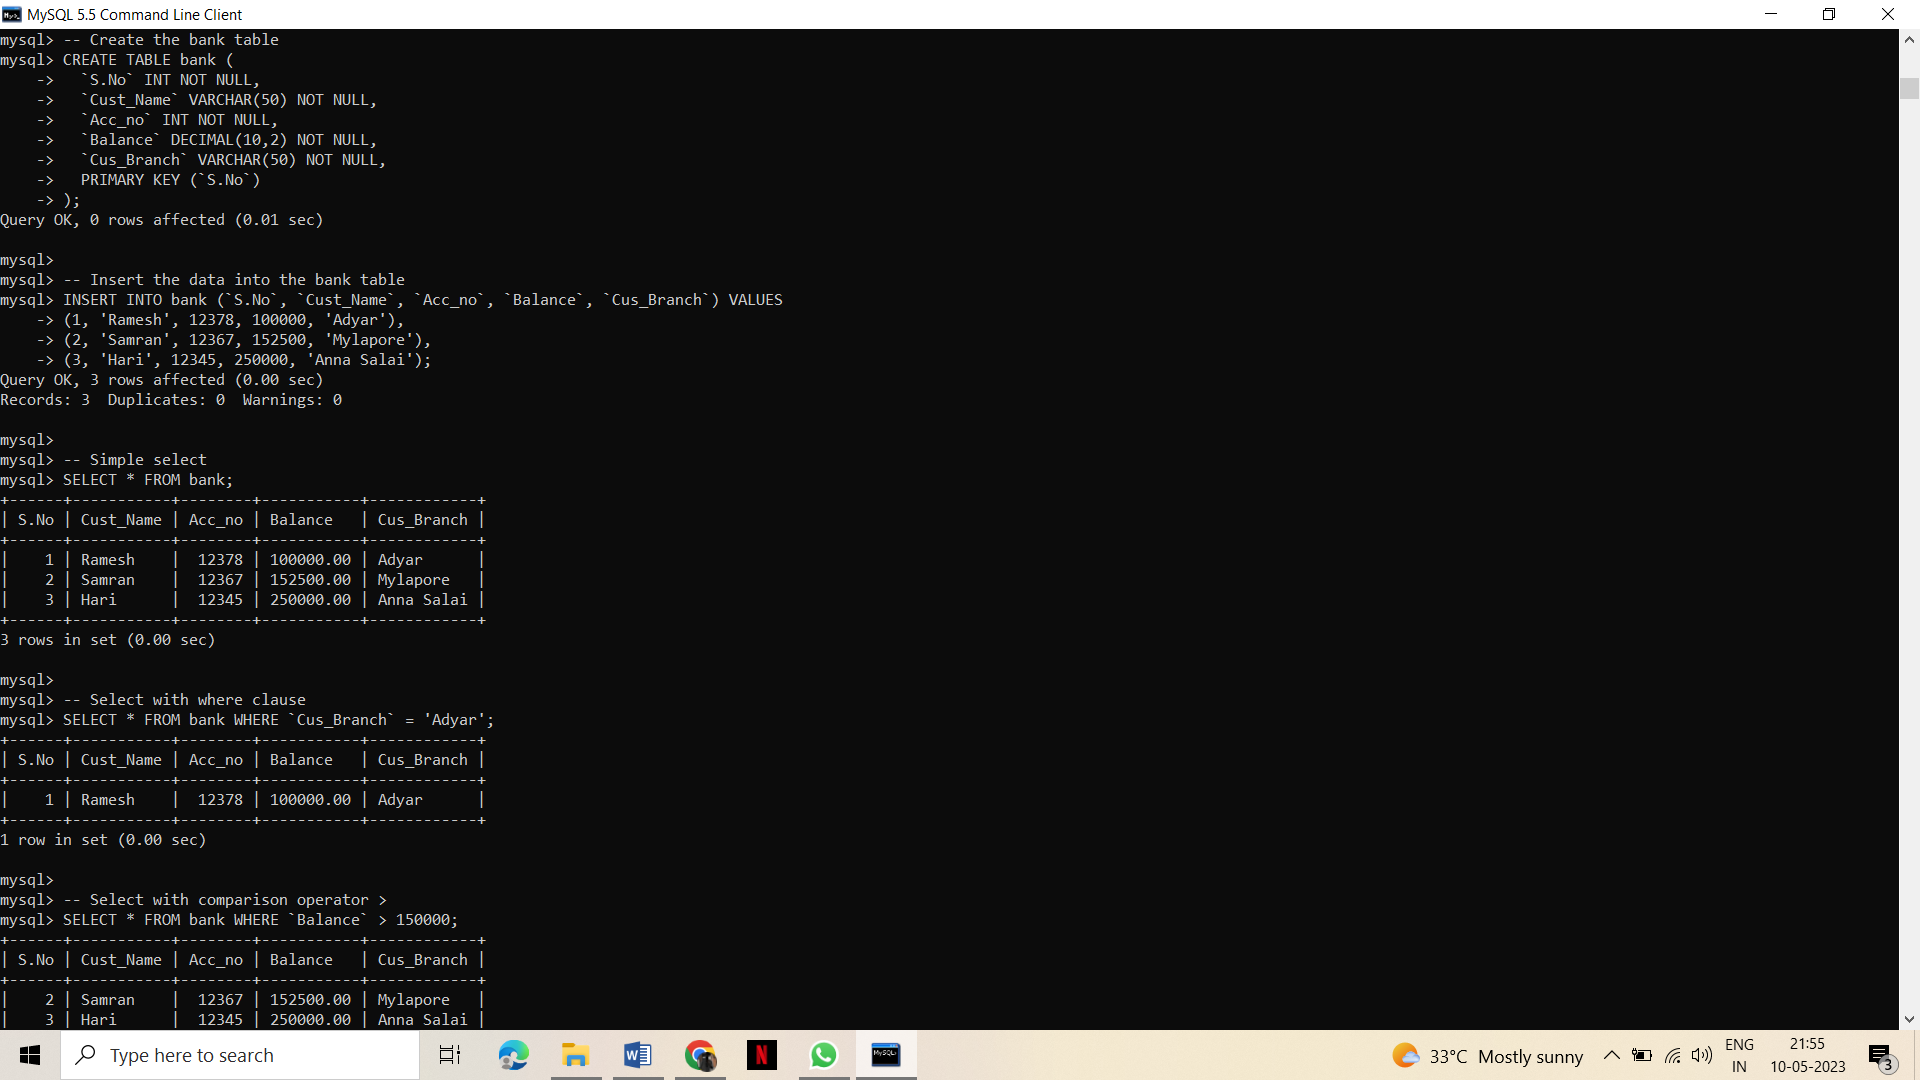 MySQL 5.5 Command Line Client
mysql> -- Create the bank table
mysql> CREATE TABLE bank (
    ->   `S.No` INT NOT NULL,
    ->   `Cust_Name` VARCHAR(50) NOT NULL,
    ->   `Acc_no` INT NOT NULL,
    ->   `Balance` DECIMAL(10,2) NOT NULL,
    ->   `Cus_Branch` VARCHAR(50) NOT NULL,
    ->   PRIMARY KEY (`S.No`)
    -> );
Query OK, 0 rows affected (0.01 sec)

mysql>
mysql> -- Insert the data into the bank table
mysql> INSERT INTO bank (`S.No`, `Cust_Name`, `Acc_no`, `Balance`, `Cus_Branch`) VALUES
    -> (1, 'Ramesh', 12378, 100000, 'Adyar'),
    -> (2, 'Samran', 12367, 152500, 'Mylapore'),
    -> (3, 'Hari', 12345, 250000, 'Anna Salai');
Query OK, 3 rows affected (0.00 sec)
Records: 3  Duplicates: 0  Warnings: 0

mysql>
mysql> -- Simple select
mysql> SELECT * FROM bank;
+------+-----------+--------+-----------+------------+
| S.No | Cust_Name | Acc_no | Balance   | Cus_Branch |
+------+-----------+--------+-----------+------------+
|    1 | Ramesh    |  12378 | 100000.00 | Adyar      |
|    2 | Samran    |  12367 | 152500.00 | Mylapore   |
|    3 | Hari      |  12345 | 250000.00 | Anna Salai |
+------+-----------+--------+-----------+------------+
3 rows in set (0.00 sec)

mysql>
mysql> -- Select with where clause
mysql> SELECT * FROM bank WHERE `Cus_Branch` = 'Adyar';
+------+-----------+--------+-----------+------------+
| S.No | Cust_Name | Acc_no | Balance   | Cus_Branch |
+------+-----------+--------+-----------+------------+
|    1 | Ramesh    |  12378 | 100000.00 | Adyar      |
+------+-----------+--------+-----------+------------+
1 row in set (0.00 sec)

mysql>
mysql> -- Select with comparison operator >
mysql> SELECT * FROM bank WHERE `Balance` > 150000;
+------+-----------+--------+-----------+------------+
| S.No | Cust_Name | Acc_no | Balance   | Cus_Branch |
+------+-----------+--------+-----------+------------+
|    2 | Samran    |  12367 | 152500.00 | Mylapore   |
|    3 | Hari      |  12345 | 250000.00 | Anna Salai |
Type here to search
33°C Mostly sunny
ENG
IN
21:55
10-05-2023
3